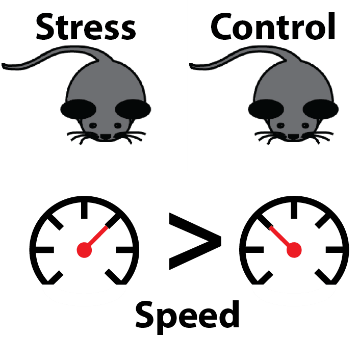 Stress Control
>
Speed